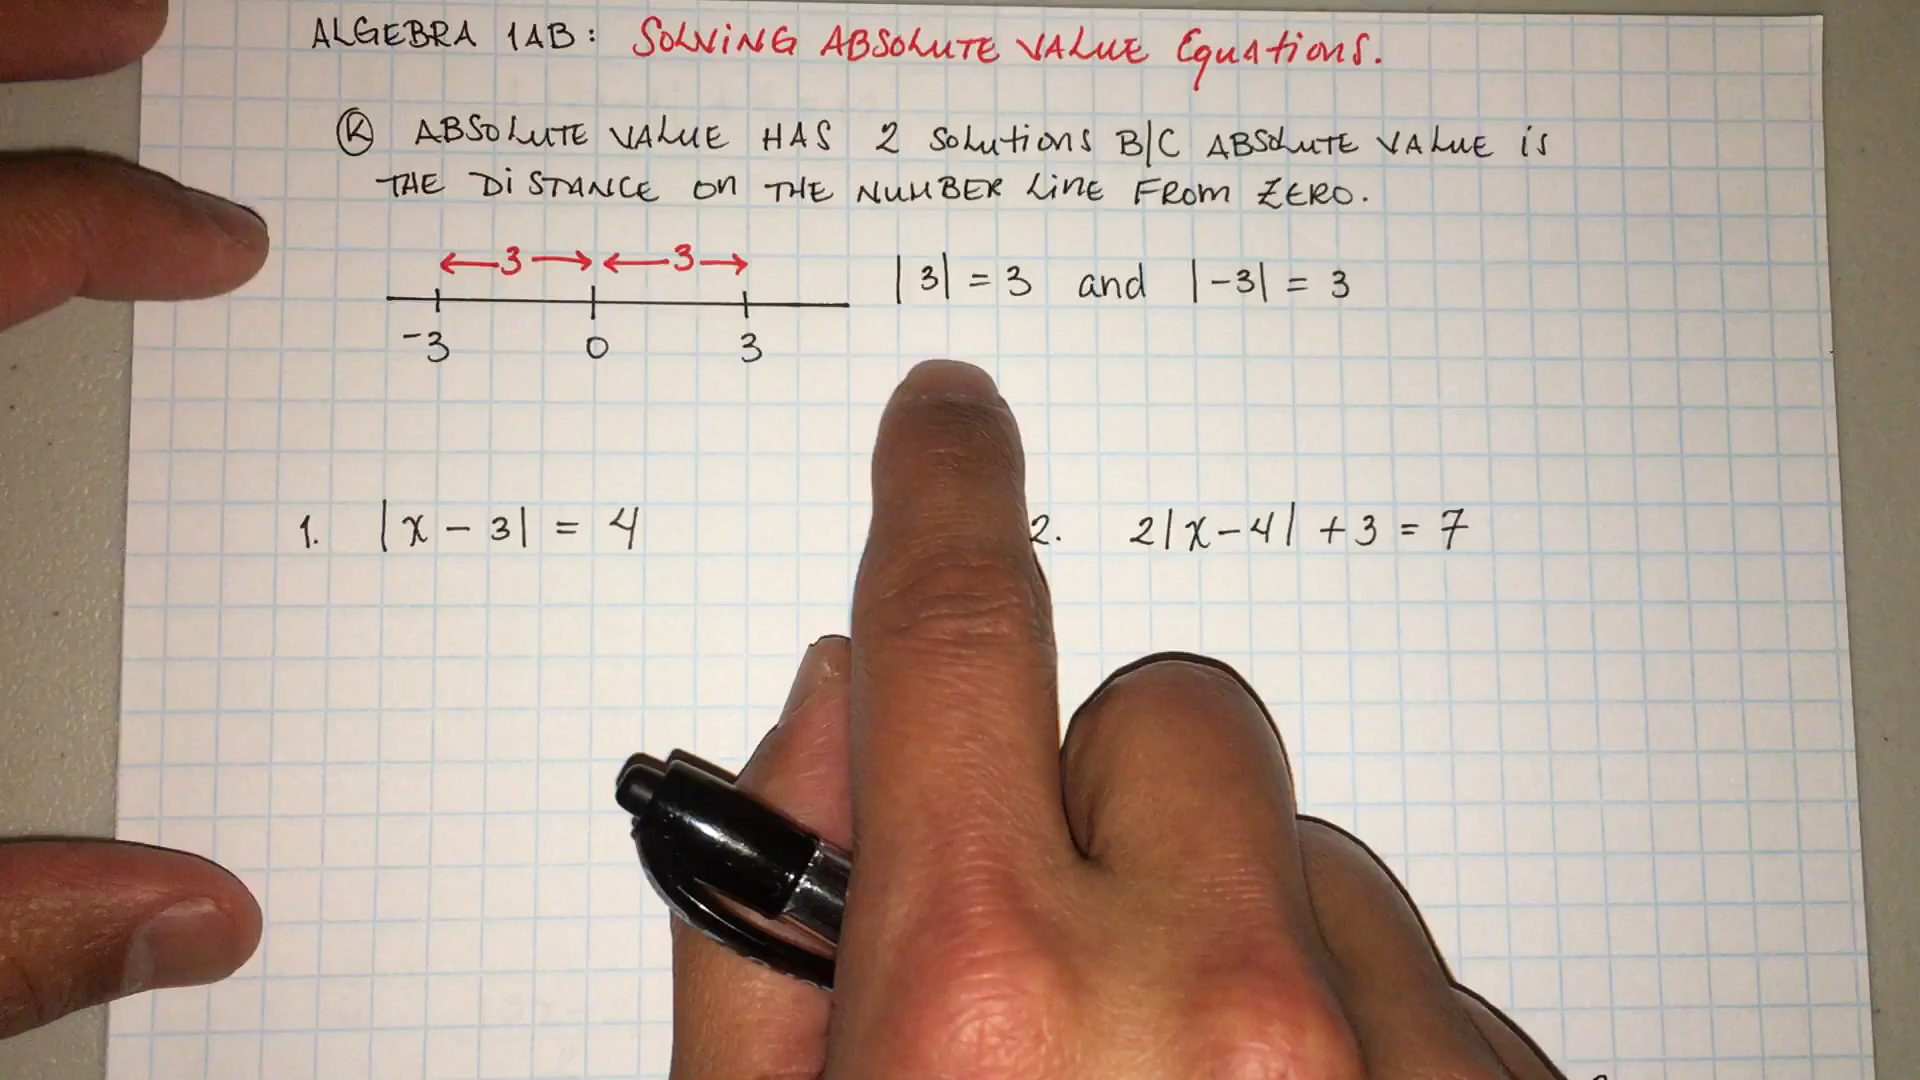 ALGEBRA 1AB: SOLVING ABSOLUTE VALUE Equations.
Ⓚ ABSOLUTE VALUE HAS 2 SOLUTIONS B/C ABSOLUTE VALUE IS
THE DISTANCE ON THE NUMBER LINE FROM ZERO.
3 3
|3| = 3 and |-3| = 3
-3 0 3
1. |x - 3| = 4
2. 2|x-4| +3 = 7